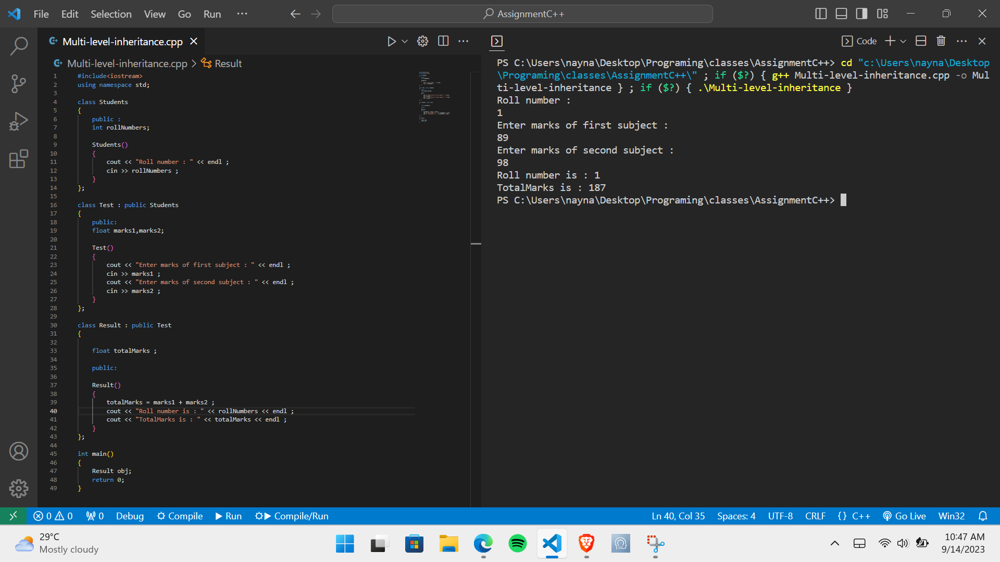 File Edit Selection View Go Run ··· AssignmentC++
Multi-level-inheritance.cpp
Multi-level-inheritance.cpp > Result
1 #include<iostream>
2 using namespace std;
3
4 class Students
5 {
6 public :
7 int rollNumbers;
8
9 Students()
10 {
11 cout << "Roll number : " << endl ;
12 cin >> rollNumbers ;
13 }
14 };
15
16 class Test : public Students
17 {
18 public:
19 float marks1,marks2;
20
21 Test()
22 {
23 cout << "Enter marks of first subject : " << endl ;
24 cin >> marks1 ;
25 cout << "Enter marks of second subject : " << endl ;
26 cin >> marks2 ;
27 }
28 };
29
30 class Result : public Test
31 {
32
33 float totalMarks ;
34
35 public:
36
37 Result()
38 {
39 totalMarks = marks1 + marks2 ;
40 cout << "Roll number is : " << rollNumbers << endl ;
41 cout << "TotalMarks is : " << totalMarks << endl ;
42 }
43 };
44
45 int main()
46 {
47 Result obj;
48 return 0;
49 }
Code
PS C:\Users\nayna\Desktop\Programing\classes\AssignmentC++> cd "c:\Users\nayna\Desktop
\Programing\classes\AssignmentC++\" ; if ($?) { g++ Multi-level-inheritance.cpp -o Mul
ti-level-inheritance } ; if ($?) { .\Multi-level-inheritance }
Roll number :
1
Enter marks of first subject :
89
Enter marks of second subject :
98
Roll number is : 1
TotalMarks is : 187
PS C:\Users\nayna\Desktop\Programing\classes\AssignmentC++>
0 0 0 Debug Compile Run Compile/Run Ln 40, Col 35 Spaces: 4 UTF-8 CRLF {} C++ Go Live Win32
29°C
Mostly cloudy
10:47 AM
9/14/2023